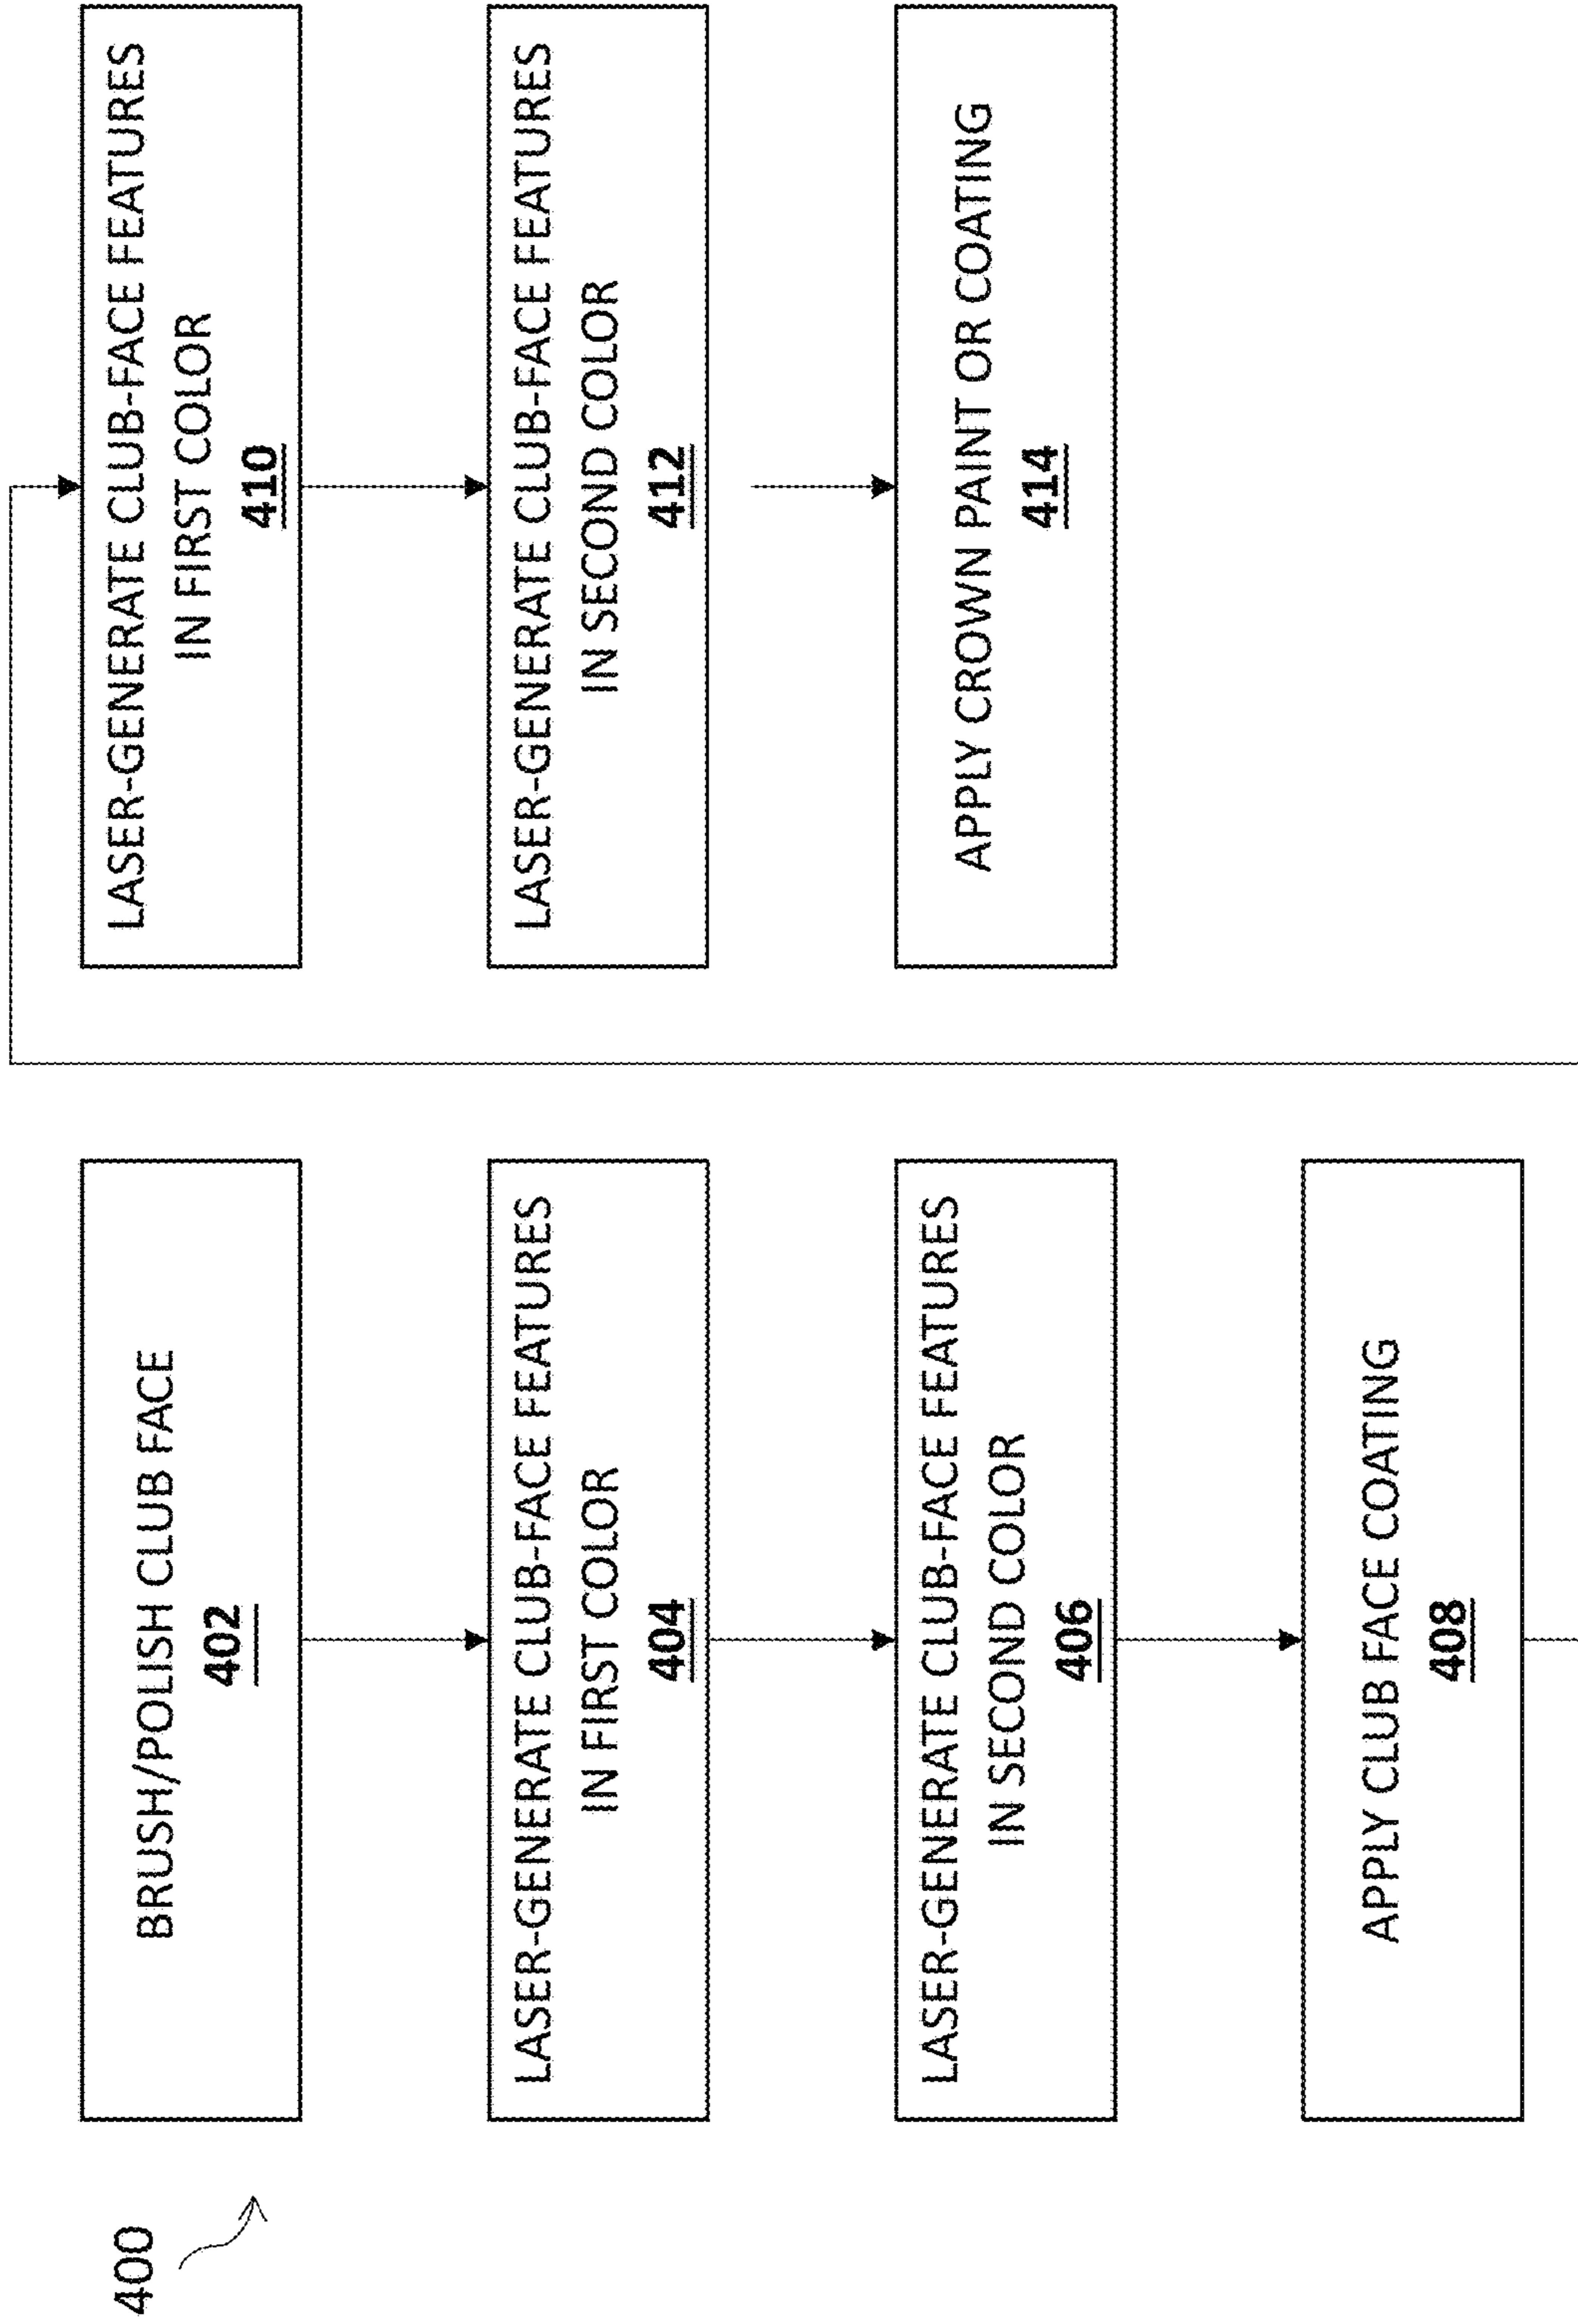 400
BRUSH/POLISH CLUB FACE
402
LASER-GENERATE CLUB-FACE FEATURES
IN FIRST COLOR
404
LASER-GENERATE CLUB-FACE FEATURES
IN SECOND COLOR
406
APPLY CLUB FACE COATING
408
LASER-GENERATE CLUB-FACE FEATURES
IN FIRST COLOR
410
LASER-GENERATE CLUB-FACE FEATURES
IN SECOND COLOR
412
APPLY CROWN PAINT OR COATING
414